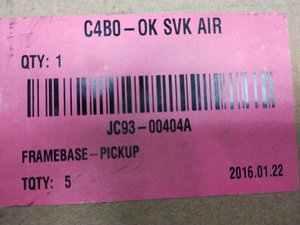 C4B0-OK SVK AIR
QTY: 1
JC93-00404A
FRAMEBASE-PICKUP
TQTY: 5
2016.01.22